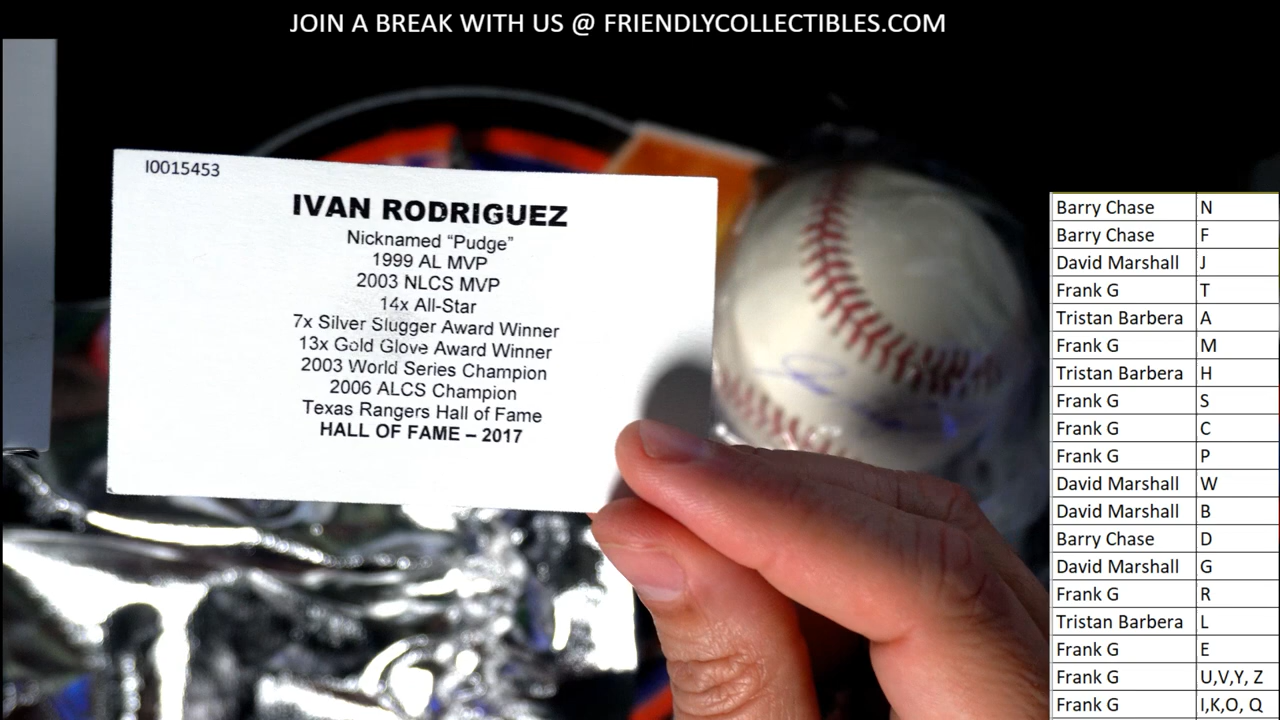 JOIN A BREAK WITH US @ FRIENDLYCOLLECTIBLES.COM
I0015453
IVAN RODRIGUEZ
Nicknamed “Pudge”
1999 AL MVP
2003 NLCS MVP
14x All-Star
7x Silver Slugger Award Winner
13x Gold Glove Award Winner
2003 World Series Champion
2006 ALCS Champion
Texas Rangers Hall of Fame
HALL OF FAME – 2017
Barry Chase N
Barry Chase F
David Marshall J
Frank G T
Tristan Barbera A
Frank G M
Tristan Barbera H
Frank G S
Frank G C
Frank G P
David Marshall W
David Marshall B
Barry Chase D
David Marshall G
Frank G R
Tristan Barbera L
Frank G E
Frank G U,V,Y, Z
Frank G I,K,O, Q